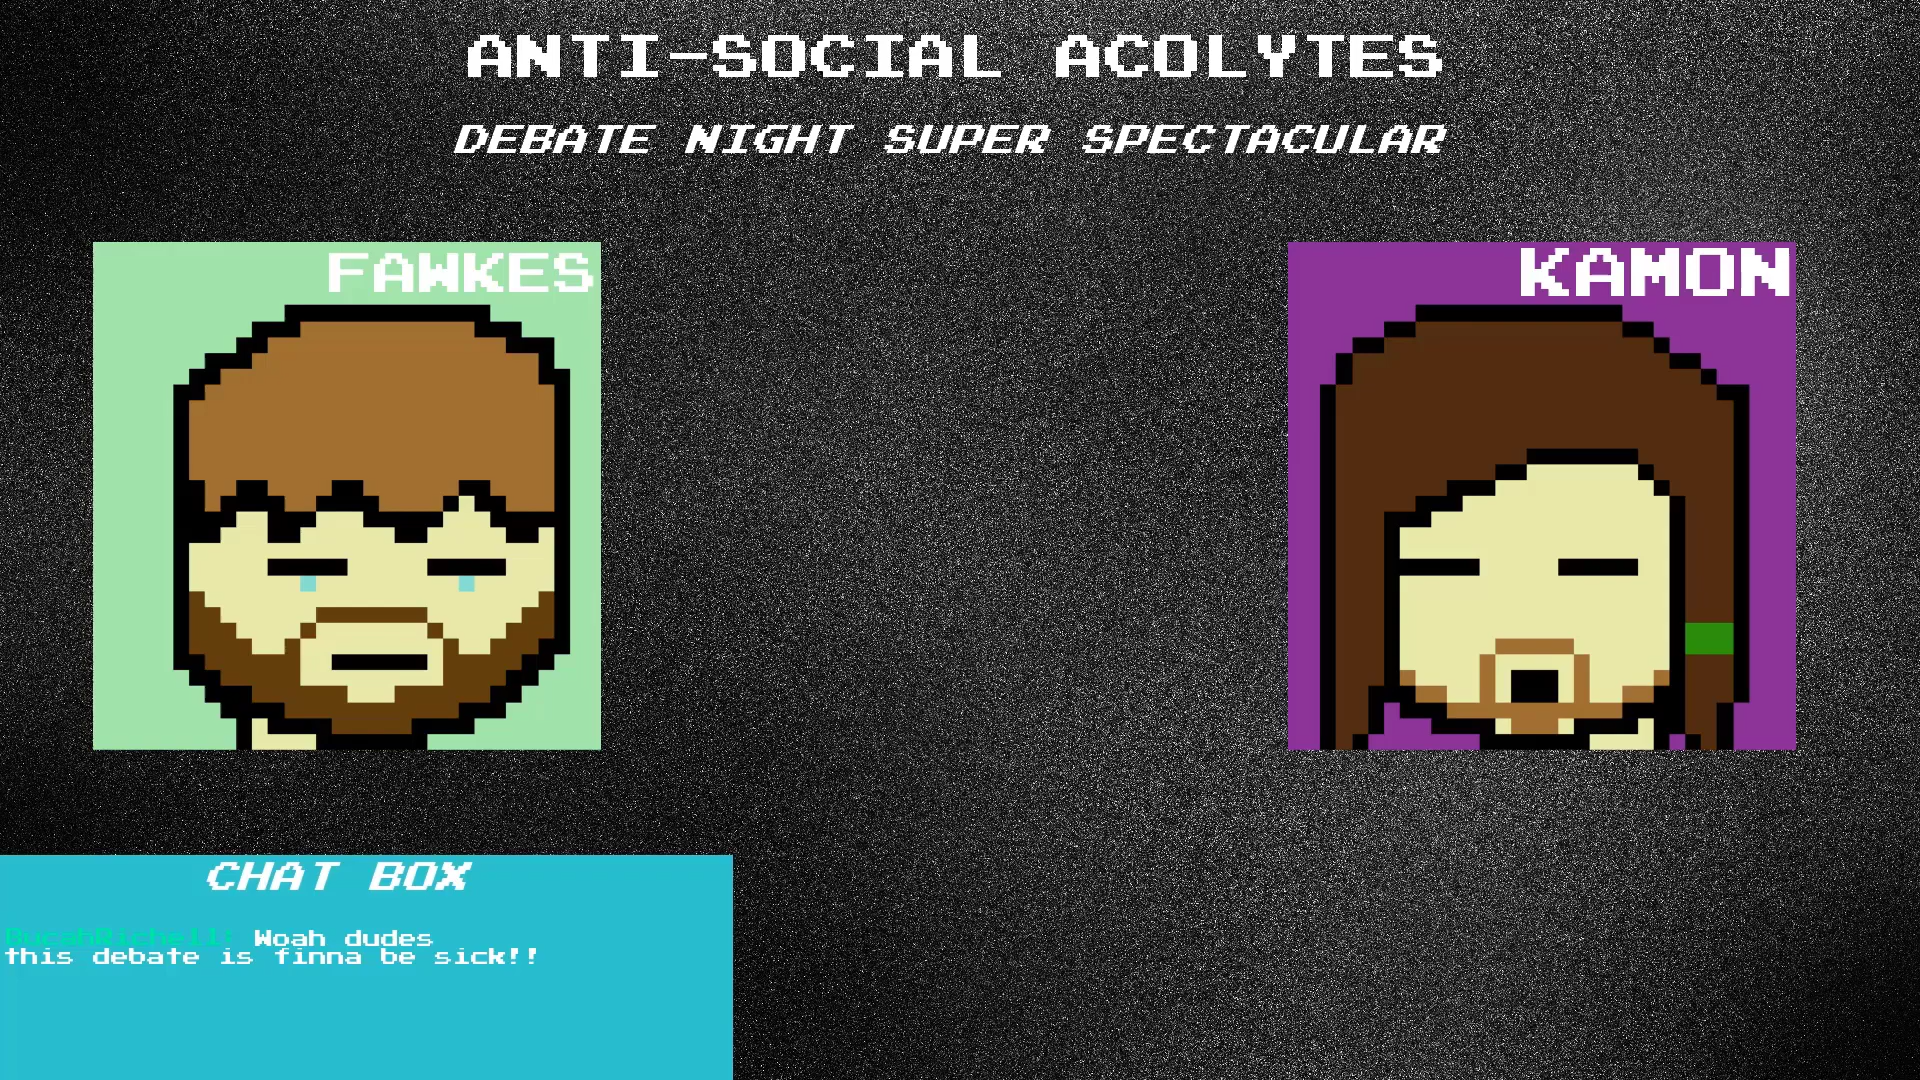 ANTI-SOCIAL ACOLYTES
DEBATE NIGHT SUPER SPECTACULAR
FAWKES
KAMON
CHAT BOX
Woah dudes
this debate is finna be sick!!